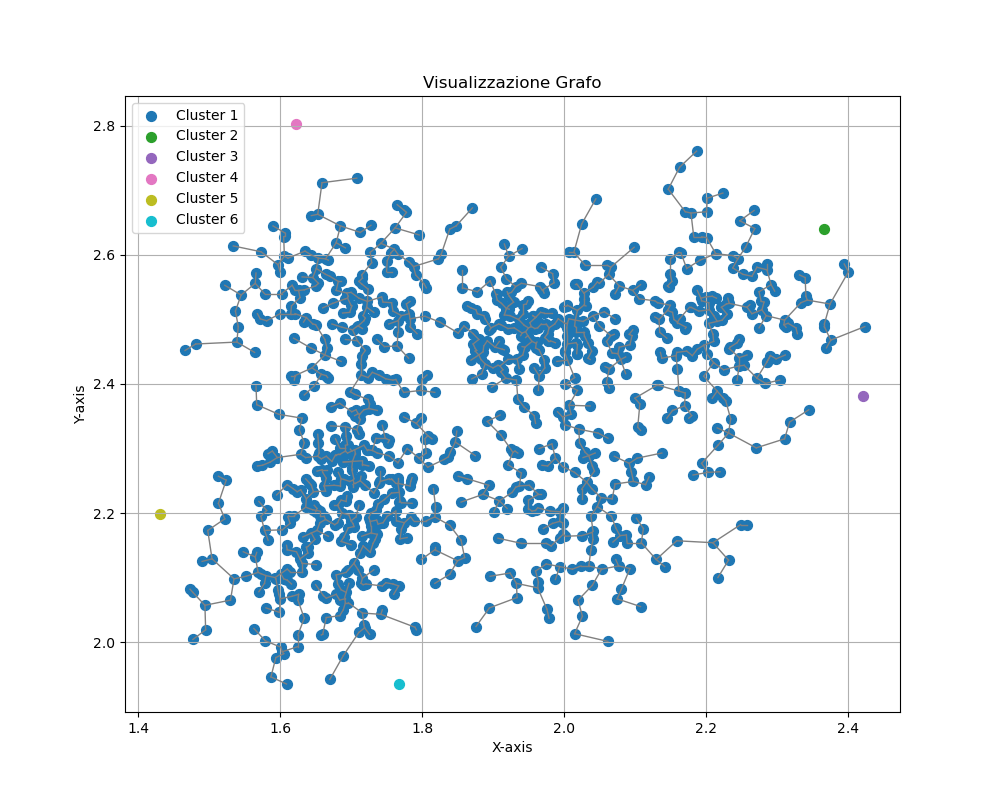 Visualizzazione Grafo
Cluster 1
Cluster 2
Cluster 3
Cluster 4
Cluster 5
Cluster 6
2.8
2.6
2.4
2.2
2.0
Y-axis
1.4 1.6 1.8 2.0 2.2 2.4
X-axis